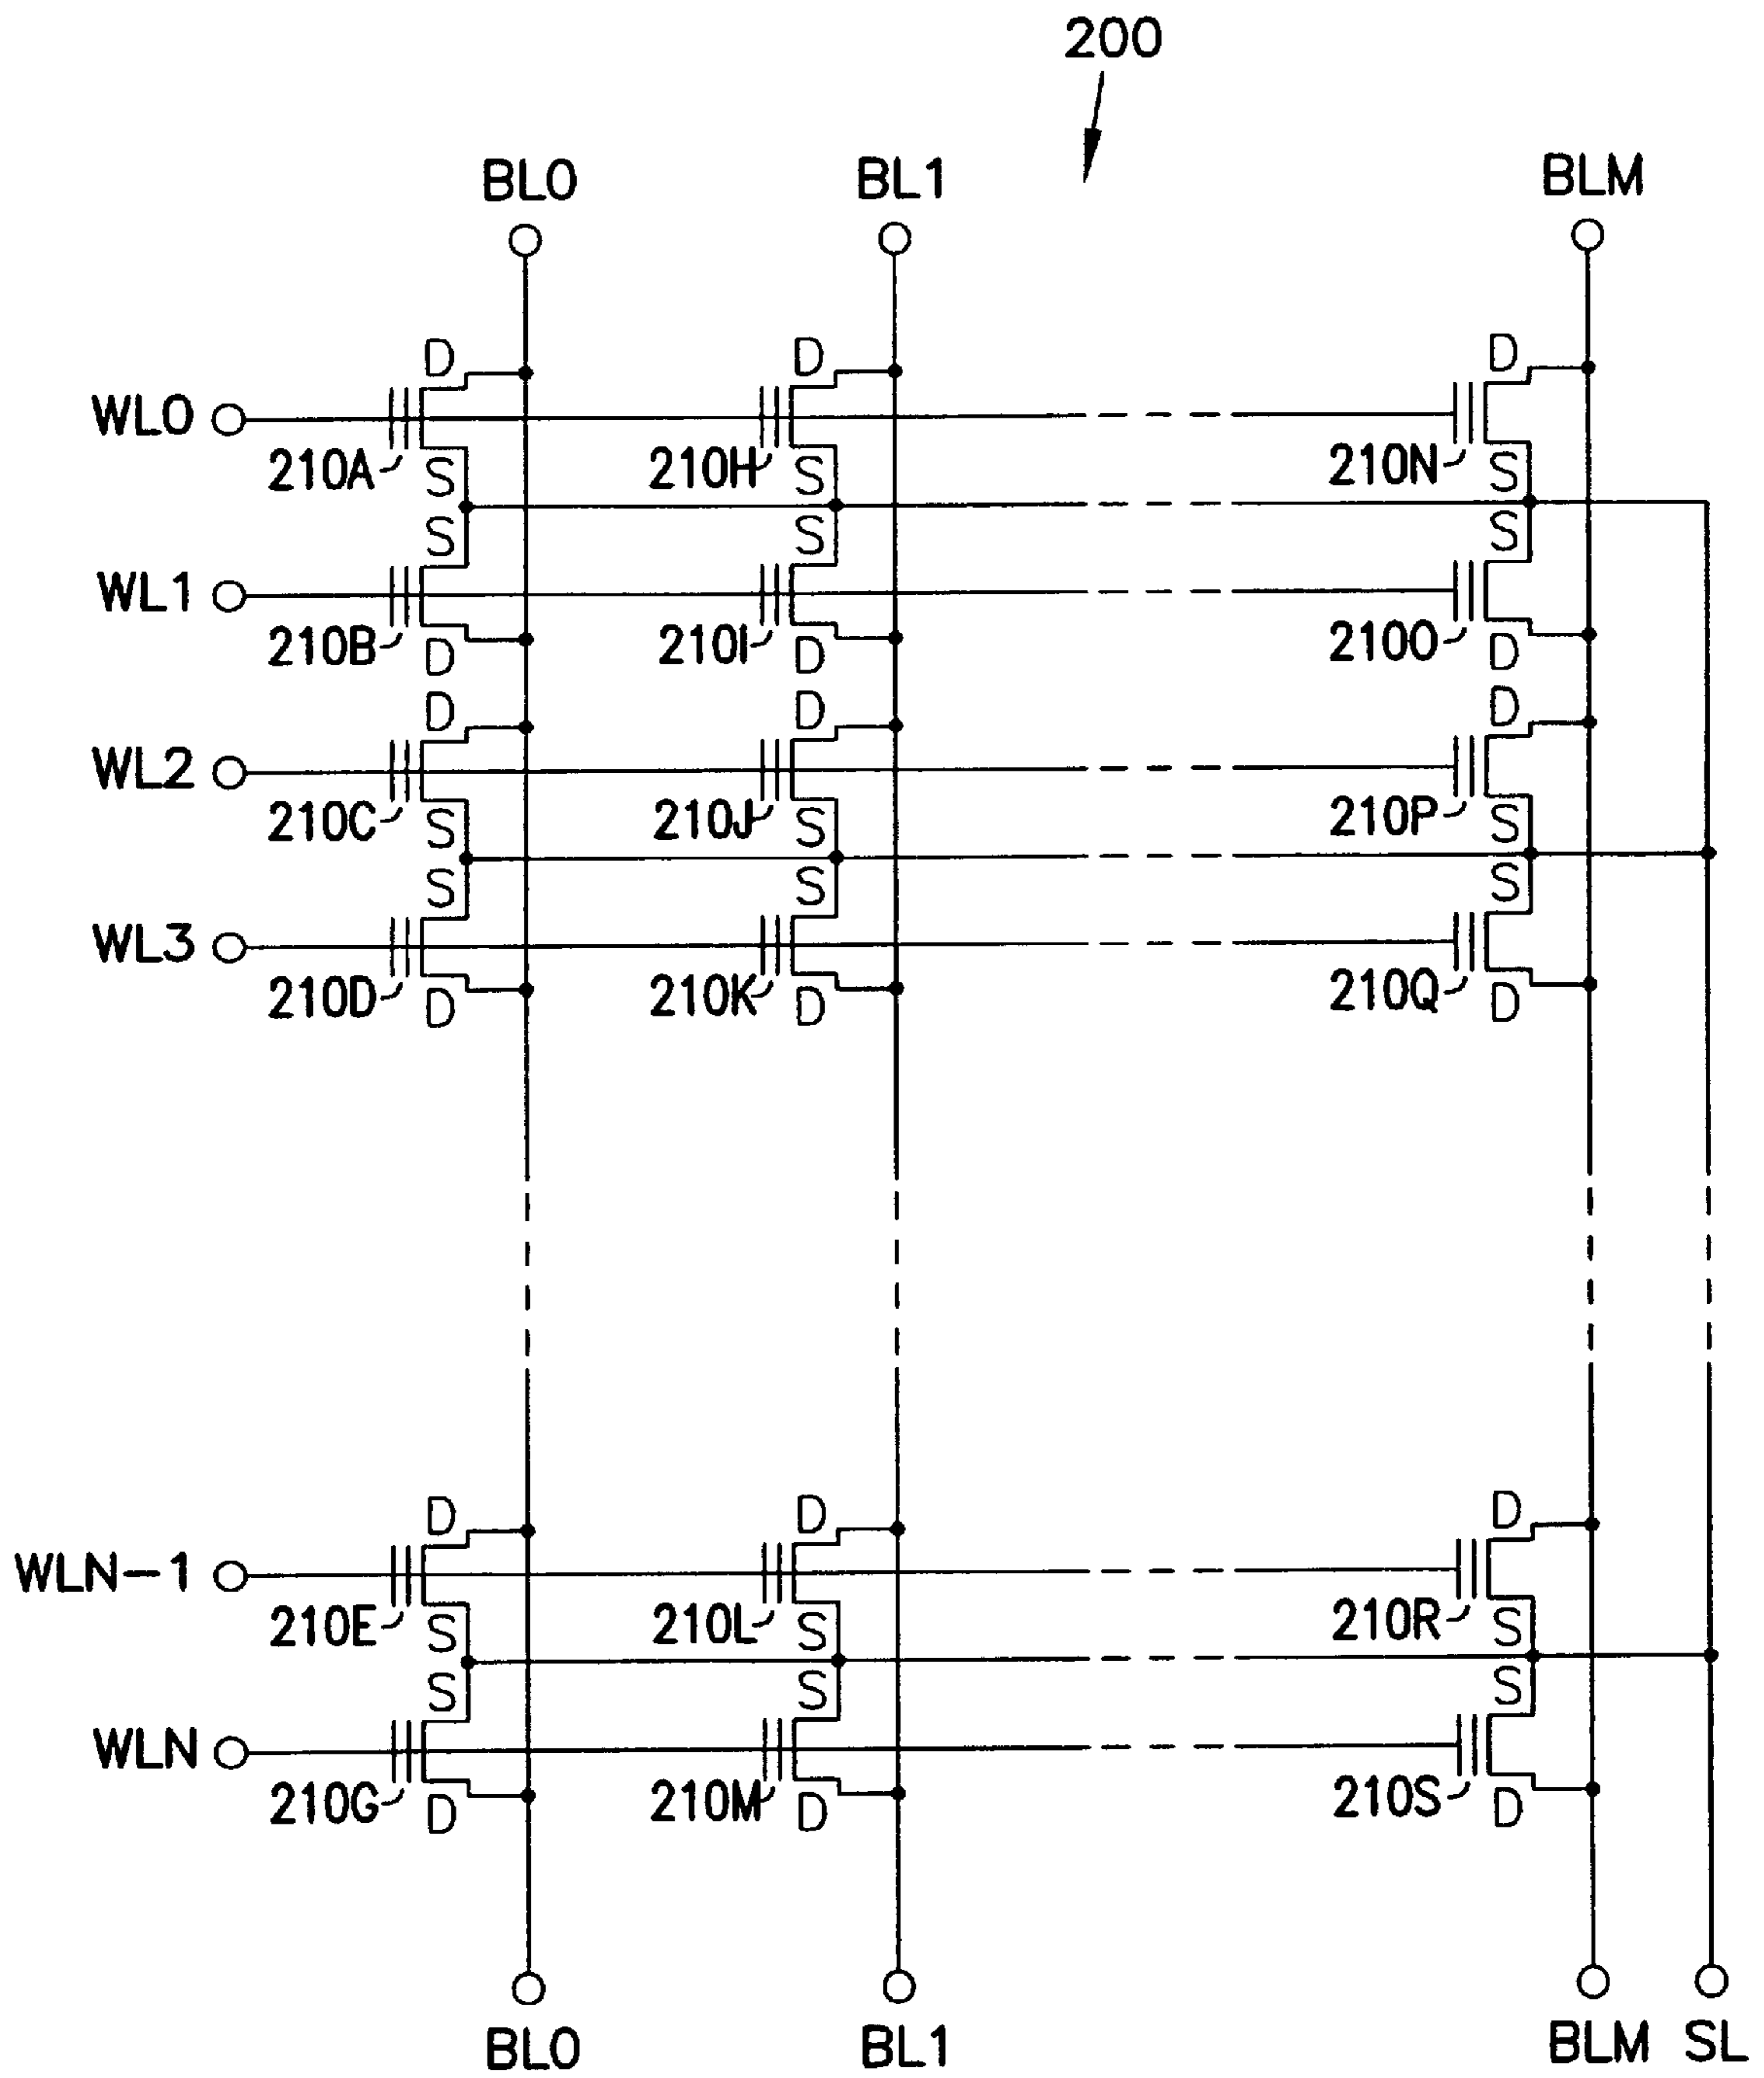 200
BL0 BL1 BLM
D D D
WL0
210A 210H 210N
S S S
S S S
WL1
210B 210I 210O
D D D
D D D
WL2
210C 210J 210P
S S S
S S S
WL3
210D 210K 210Q
D D D
D D D
WLN-1
210E 210L 210R
S S S
S S S
WLN
210G 210M 210S
D D D
BL0 BL1 BLM SL